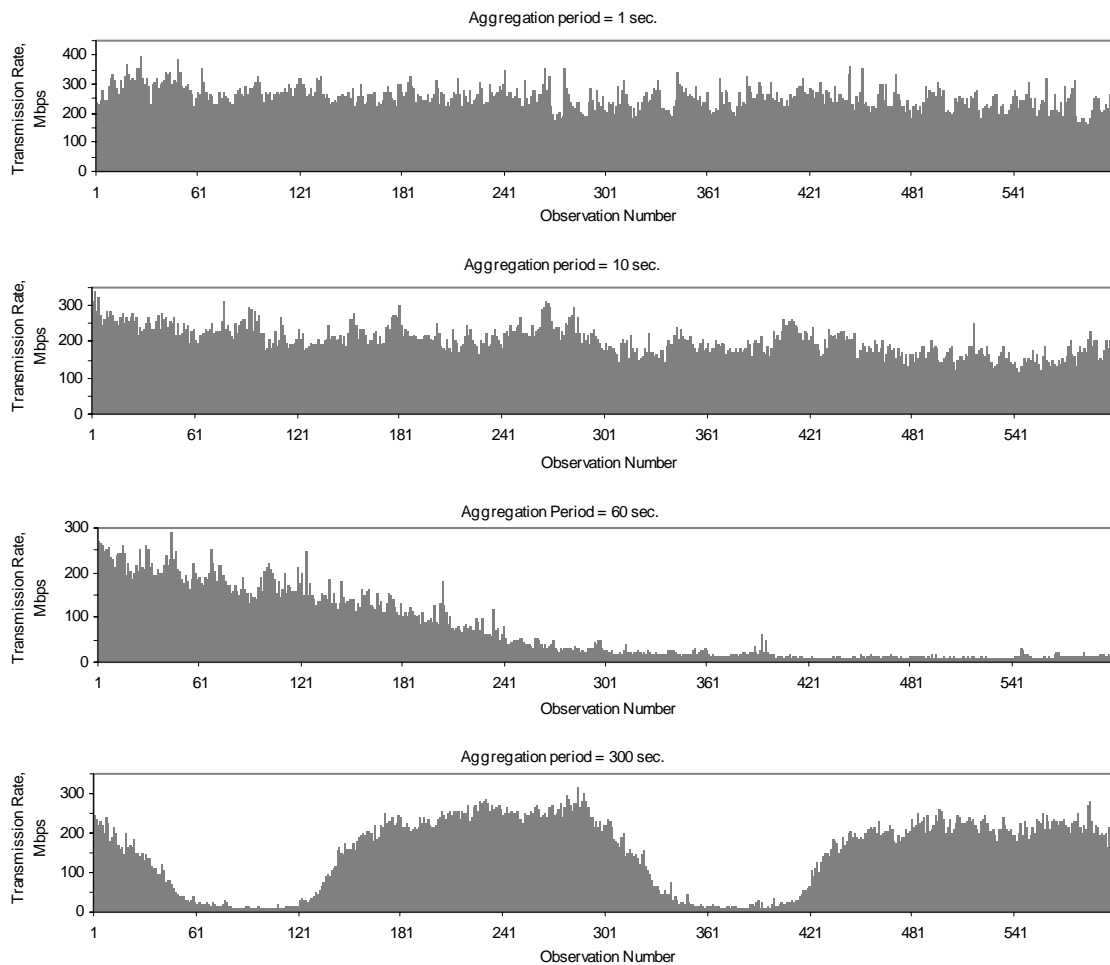 Aggregation period = 1 sec.
Transmission Rate,
Mbps
400
300
200
100
0
1 61 121 181 241 301 361 421 481 541
Observation Number
Aggregation period = 10 sec.
Transmission Rate,
Mbps
300
200
100
0
1 61 121 181 241 301 361 421 481 541
Observation Number
Aggregation Period = 60 sec.
Transmission Rate,
Mbps
300
200
100
0
1 61 121 181 241 301 361 421 481 541
Observation Number
Aggregation period = 300 sec.
Transmission Rate,
Mbps
300
200
100
0
1 61 121 181 241 301 361 421 481 541
Observation Number